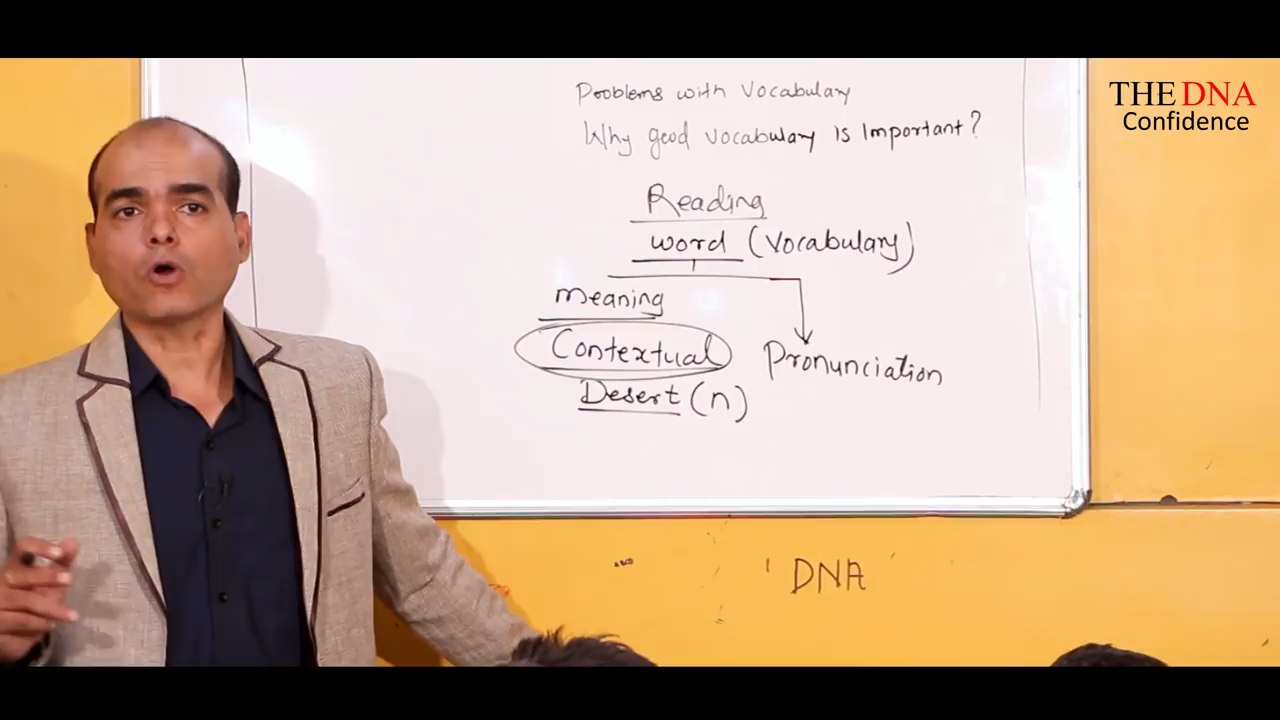 Problems with Vocabulary
Why good vocabulary is Important?
Reading
word (Vocabulary)
meaning
Contextual
Desert (n)
Pronunciation
THE DNA
Confidence
DNA